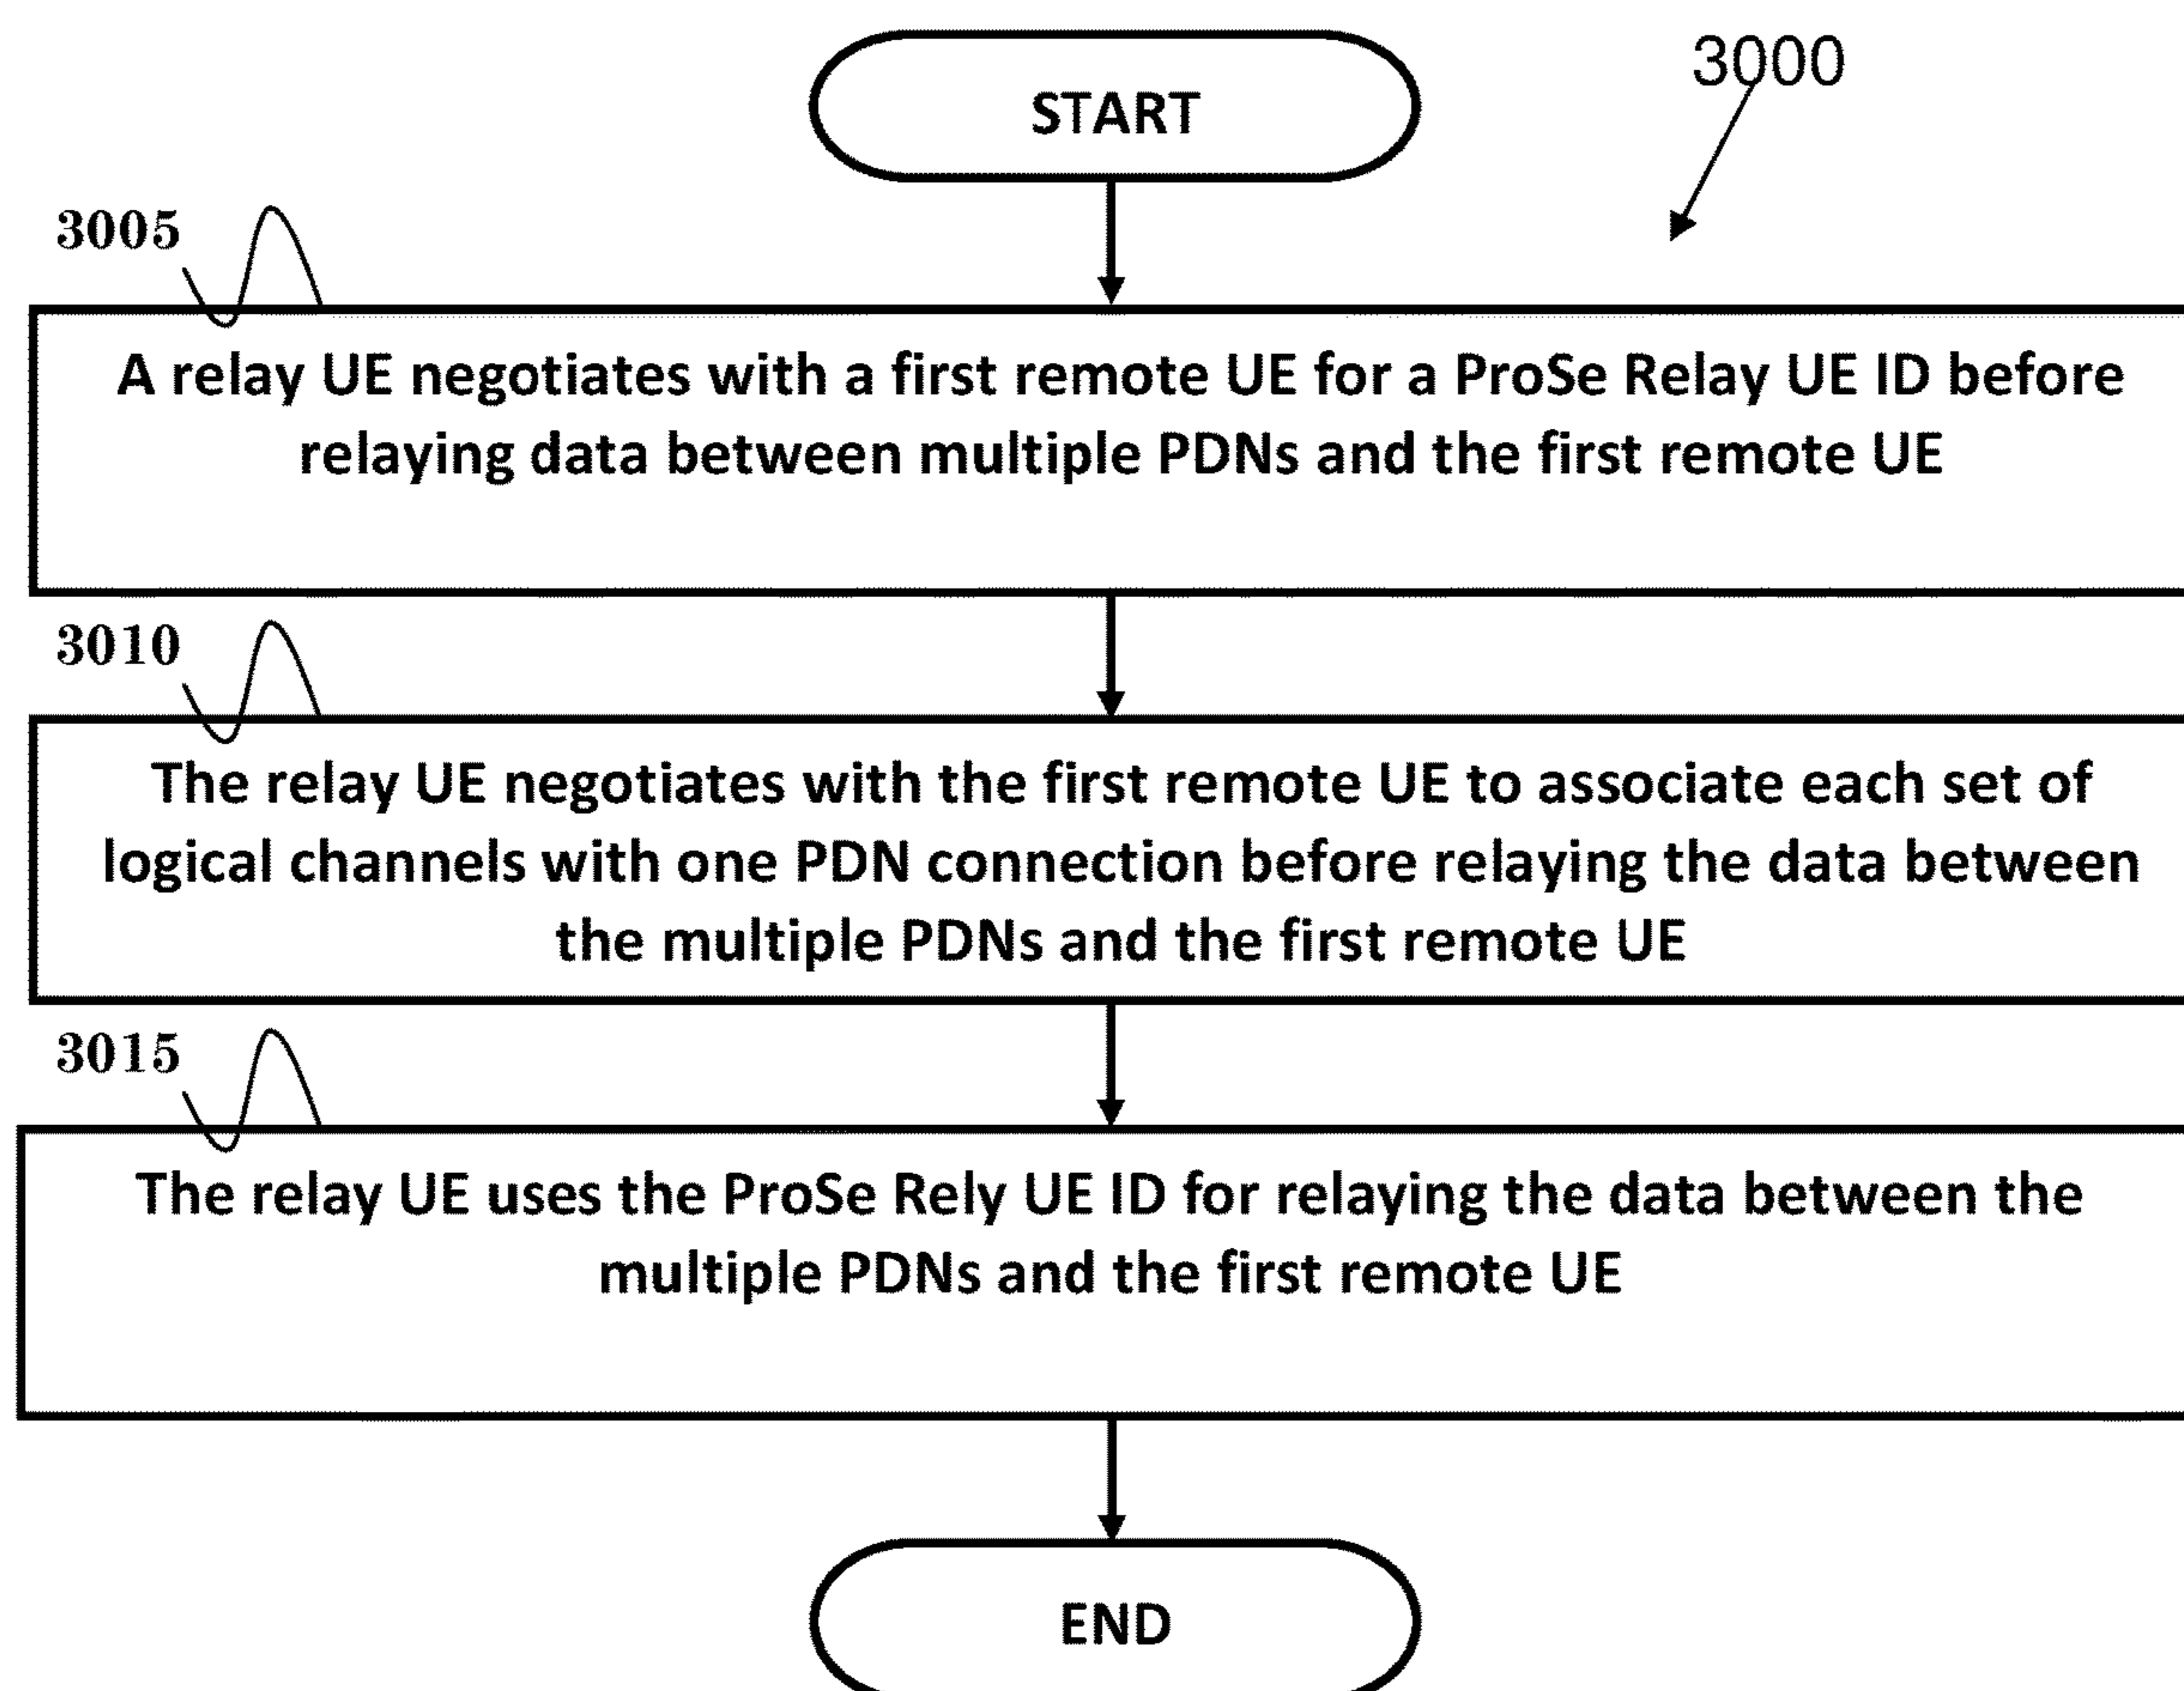 START
3000
3005
A relay UE negotiates with a first remote UE for a ProSe Relay UE ID before
relaying data between multiple PDNs and the first remote UE
3010
The relay UE negotiates with the first remote UE to associate each set of
logical channels with one PDN connection before relaying the data between
the multiple PDNs and the first remote UE
3015
The relay UE uses the ProSe Rely UE ID for relaying the data between the
multiple PDNs and the first remote UE
END